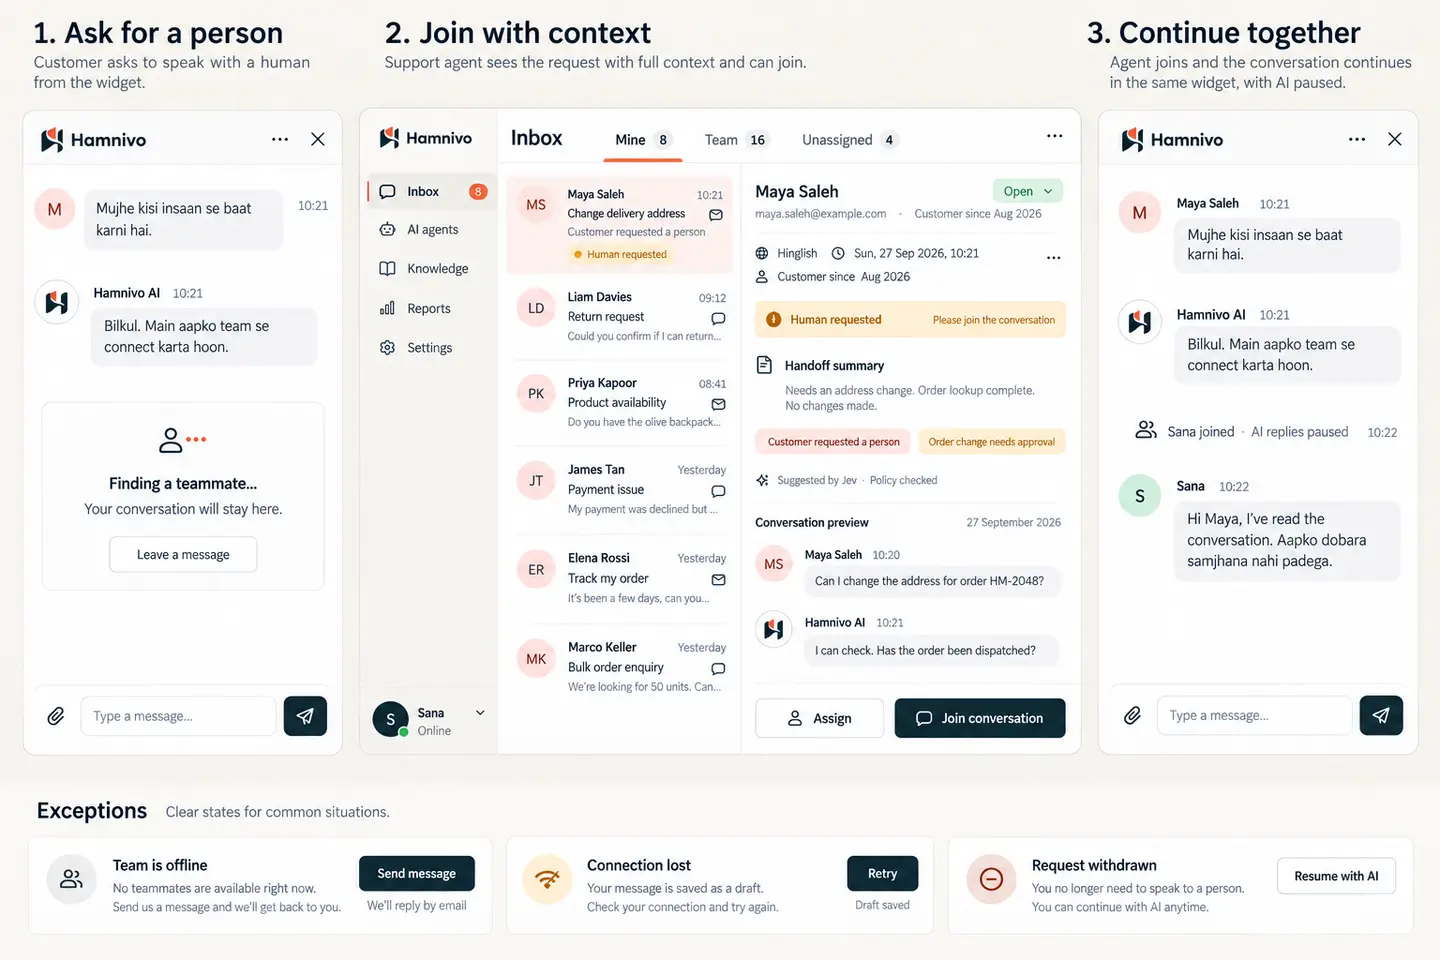 1. Ask for a person
Customer asks to speak with a human
from the widget.
Hamnivo
M
Mujhe kisi insaan se baat
karni hai.
10:21
Hamnivo AI 10:21
Bilkul. Main aapko team se
connect karta hoon.
Finding a teammate...
Your conversation will stay here.
Leave a message
Type a message...
2. Join with context
Support agent sees the request with full context and can join.
Hamnivo
Inbox 8
AI agents
Knowledge
Reports
Settings
S
Sana
Online
Inbox
Mine 8
Team 16
Unassigned 4
MS
Maya Saleh 10:21
Change delivery address
Customer requested a person
Human requested
LD
Liam Davies 09:12
Return request
Could you confirm if I can return...
PK
Priya Kapoor 08:41
Product availability
Do you have the olive backpack...
JT
James Tan Yesterday
Payment issue
My payment was declined but ...
ER
Elena Rossi Yesterday
Track my order
It's been a few days, can you...
MK
Marco Keller Yesterday
Bulk order enquiry
We're looking for 50 units. Can...
Maya Saleh
Open
maya.saleh@example.com · Customer since Aug 2026
Hinglish Sun, 27 Sep 2026, 10:21
Customer since Aug 2026
Human requested Please join the conversation
Handoff summary
Needs an address change. Order lookup complete.
No changes made.
Customer requested a person
Order change needs approval
Suggested by Jev · Policy checked
Conversation preview 27 September 2026
MS
Maya Saleh 10:20
Can I change the address for order HM-2048?
Hamnivo AI 10:21
I can check. Has the order been dispatched?
Assign
Join conversation
3. Continue together
Agent joins and the conversation continues
in the same widget, with AI paused.
Hamnivo
M
Maya Saleh 10:21
Mujhe kisi insaan se baat
karni hai.
Hamnivo AI 10:21
Bilkul. Main aapko team se
connect karta hoon.
Sana joined · AI replies paused 10:22
S
Sana 10:22
Hi Maya, I've read the
conversation. Aapko dobara
samjhana nahi padega.
Type a message...
Exceptions Clear states for common situations.
Team is offline
No teammates are available right now.
Send us a message and we'll get back to you.
Send message
We'll reply by email
Connection lost
Your message is saved as a draft.
Check your connection and try again.
Retry
Draft saved
Request withdrawn
You no longer need to speak to a person.
You can continue with AI anytime.
Resume with AI